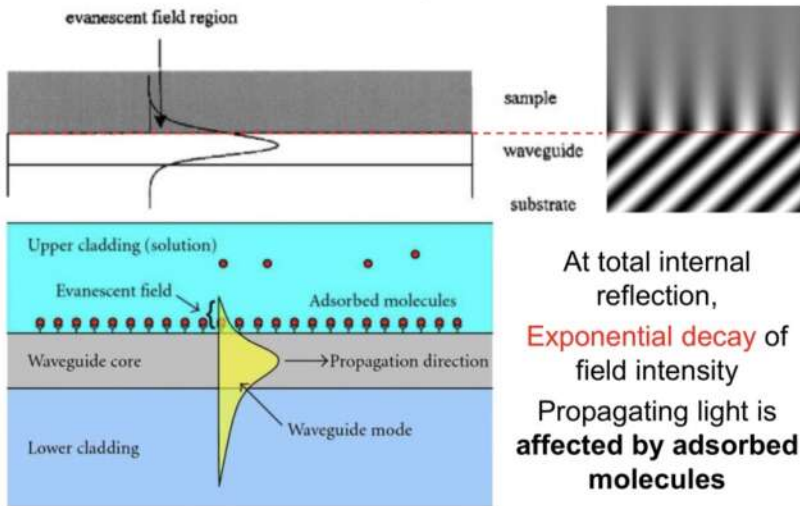 evanescent field region
sample
waveguide
substrate
Upper cladding (solution)
Evanescent field
Adsorbed molecules
Waveguide core
Propagation direction
Waveguide mode
Lower cladding
At total internal
reflection,
Exponential decay of
field intensity
Propagating light is
affected by adsorbed
molecules